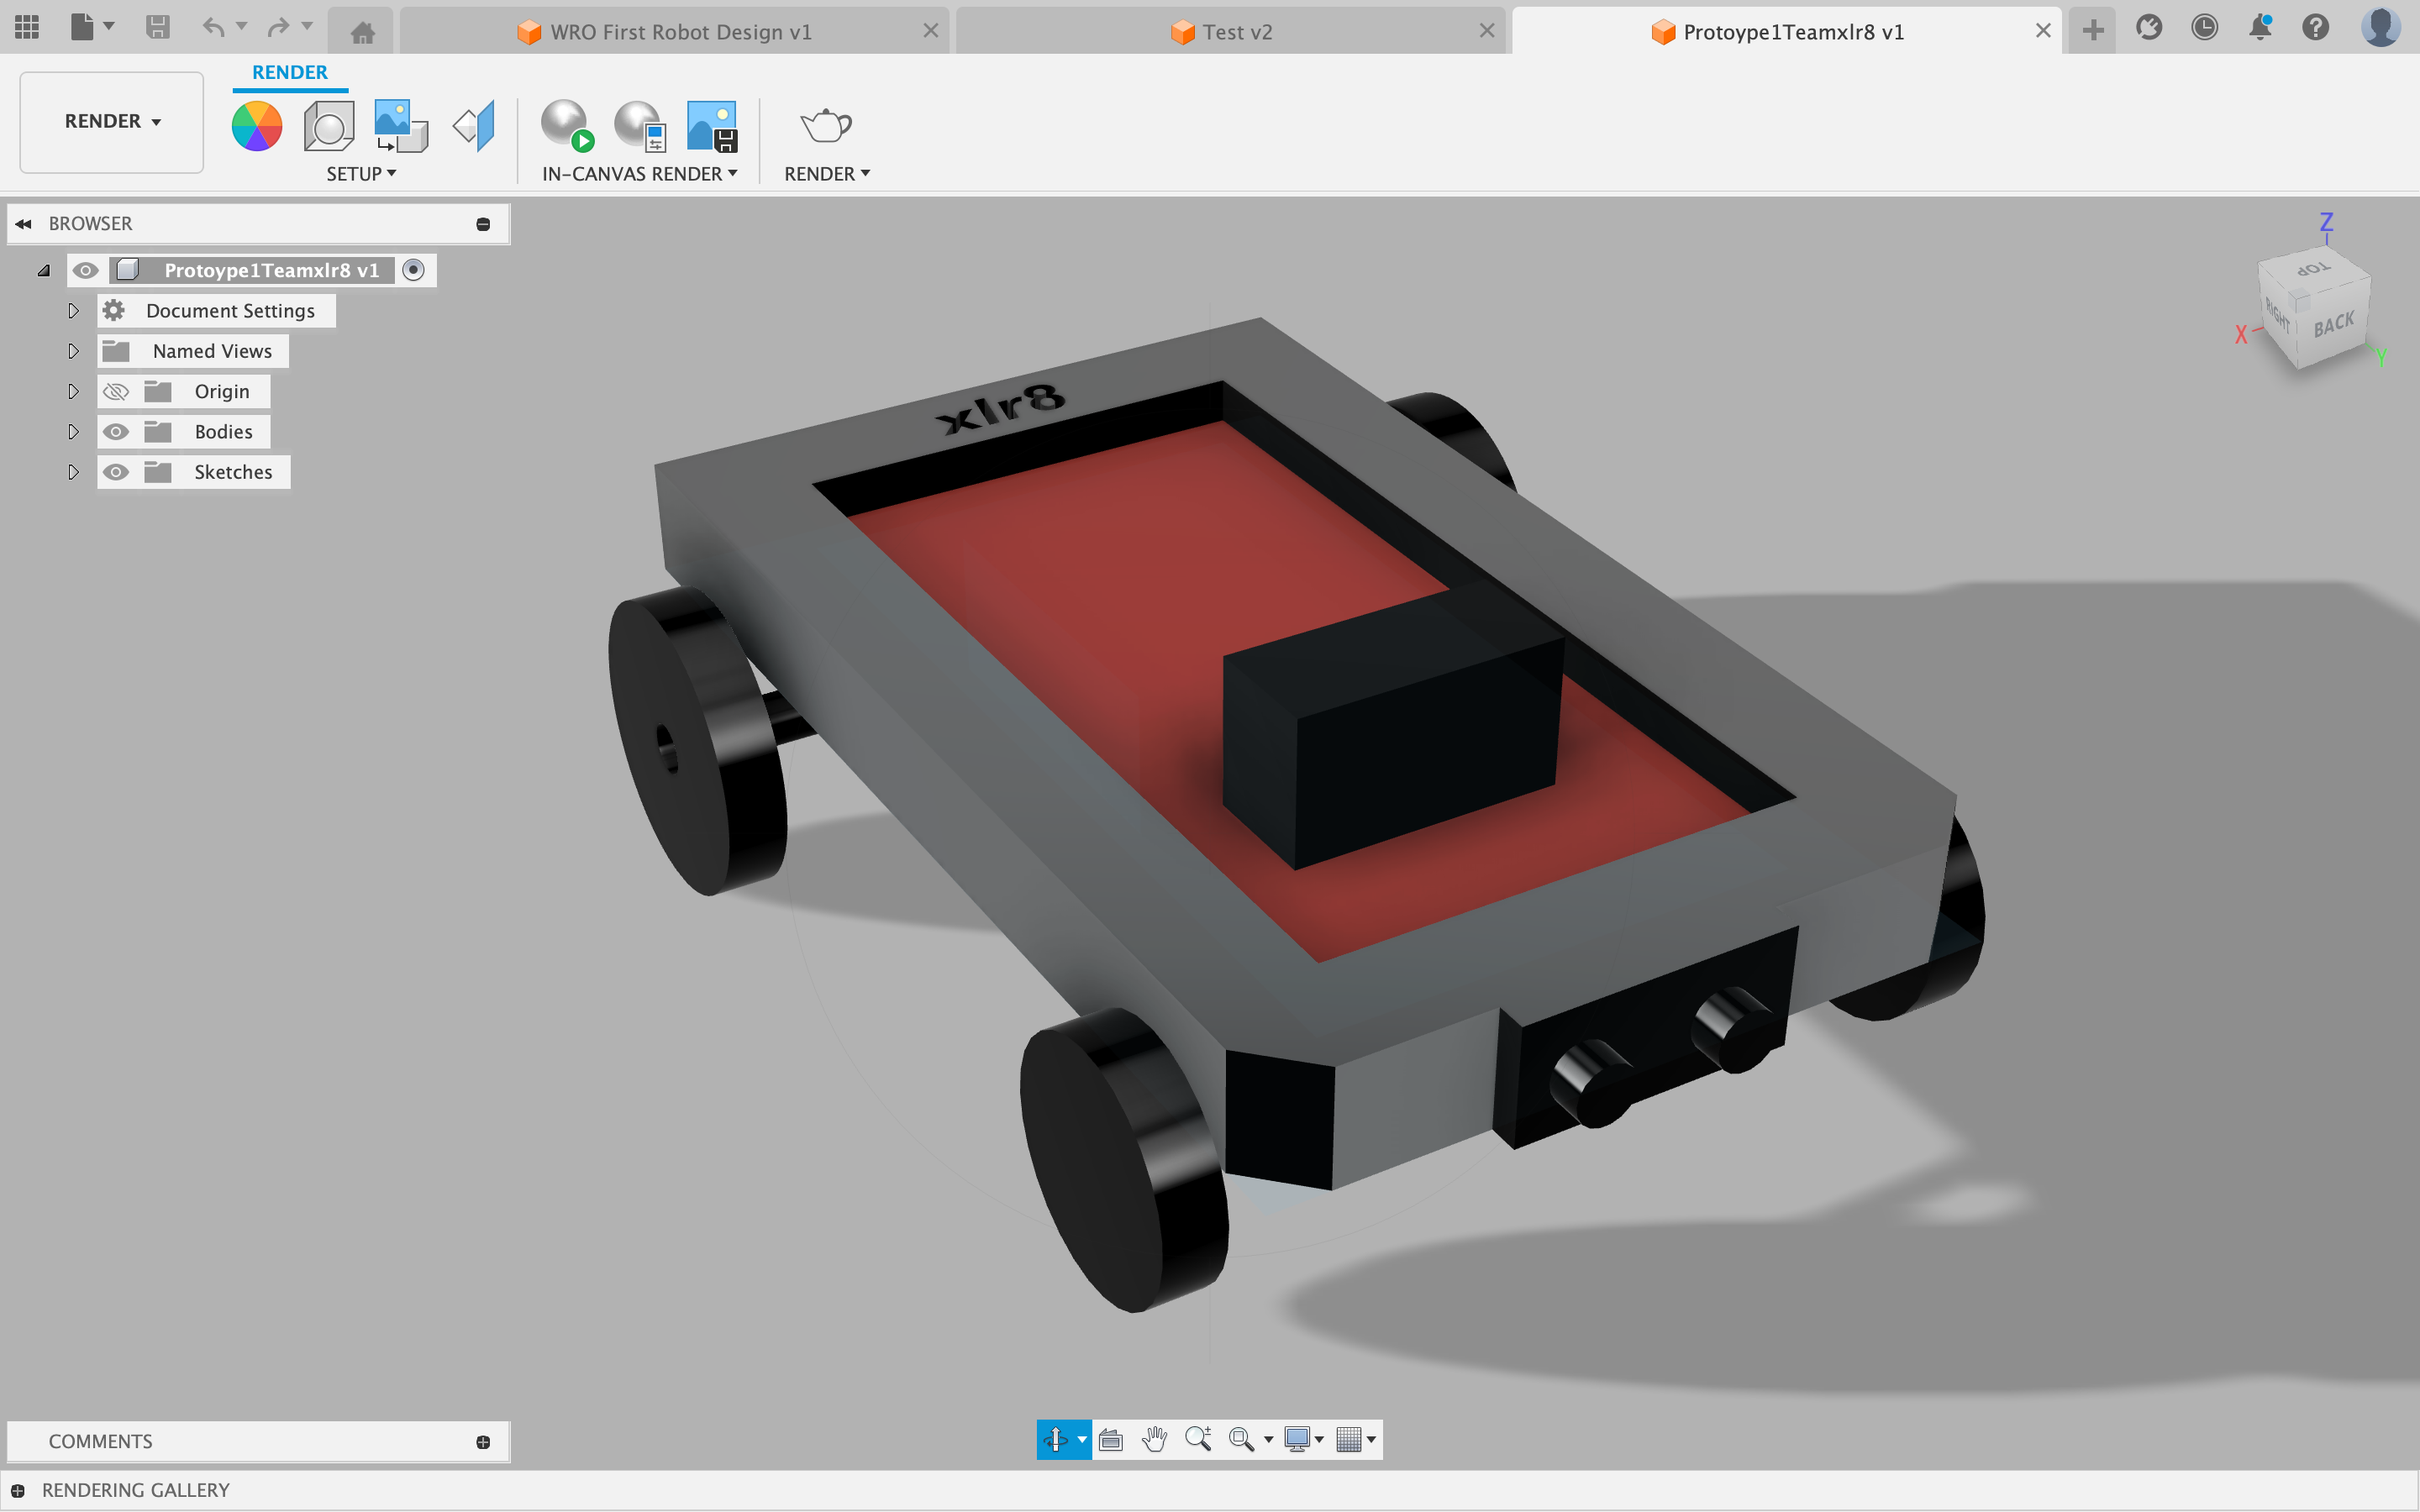 WRO First Robot Design v1
Test v2
Protoype1Teamxlr8 v1
RENDER
RENDER
SETUP
IN-CANVAS RENDER
RENDER
BROWSER
Protoype1Teamxlr8 v1
Document Settings
Named Views
Origin
Bodies
Sketches
Z
TOP
RIGHT
BACK
X
Y
xlr8
COMMENTS
RENDERING GALLERY